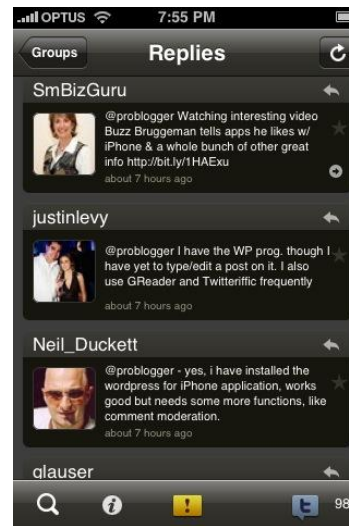 OPTUS 7:55 PM
Groups Replies
SmBizGuru
@problogger Watching interesting video
Buzz Bruggeman tells apps he likes w/
iPhone & a whole bunch of other great
info http://bit.ly/1HAExu
about 7 hours ago
justinlevy
@problogger I have the WP prog. though I
have yet to type/edit a post on it. I also
use GReader and Twitteriffic frequently
about 7 hours ago
Neil_Duckett
@problogger - yes, i have installed the
wordpress for iPhone application, works
good but needs some more functions, like
comment moderation.
about 7 hours ago
glauser
98